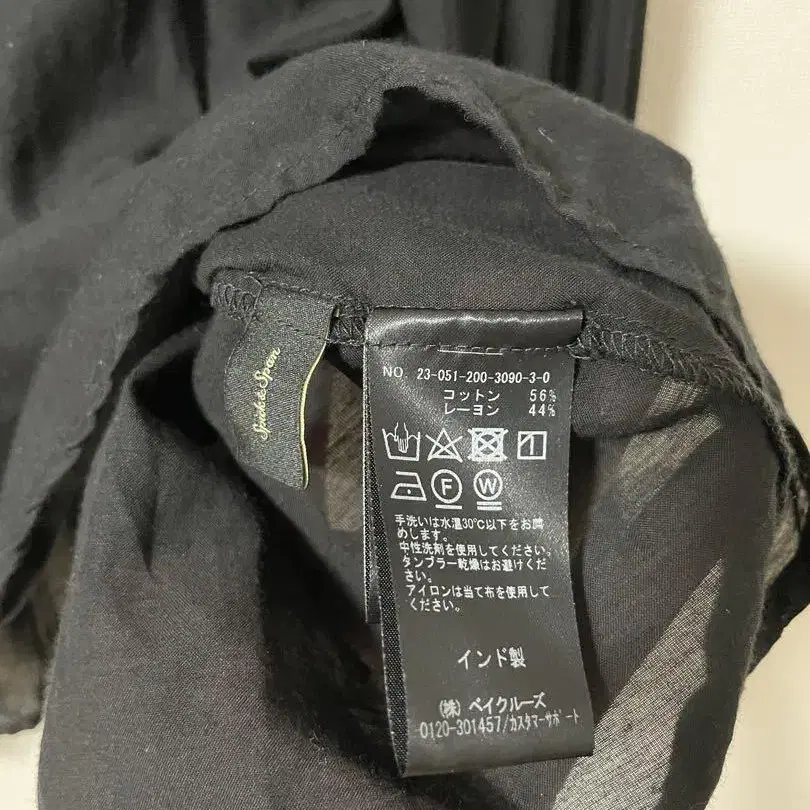 Spick & Span
NO. 23-051-200-3090-3-0
コットン 56%
レーヨン 44%
F
W
手洗いは水温30℃以下をお薦
めします。
中性洗剤を使用してください。
タンブラー乾燥はお避けくだ
さい。
アイロンは当て布を使用して
ください。
インド製
(株) ベイクルーズ
0120-301457/カスタマーサポート